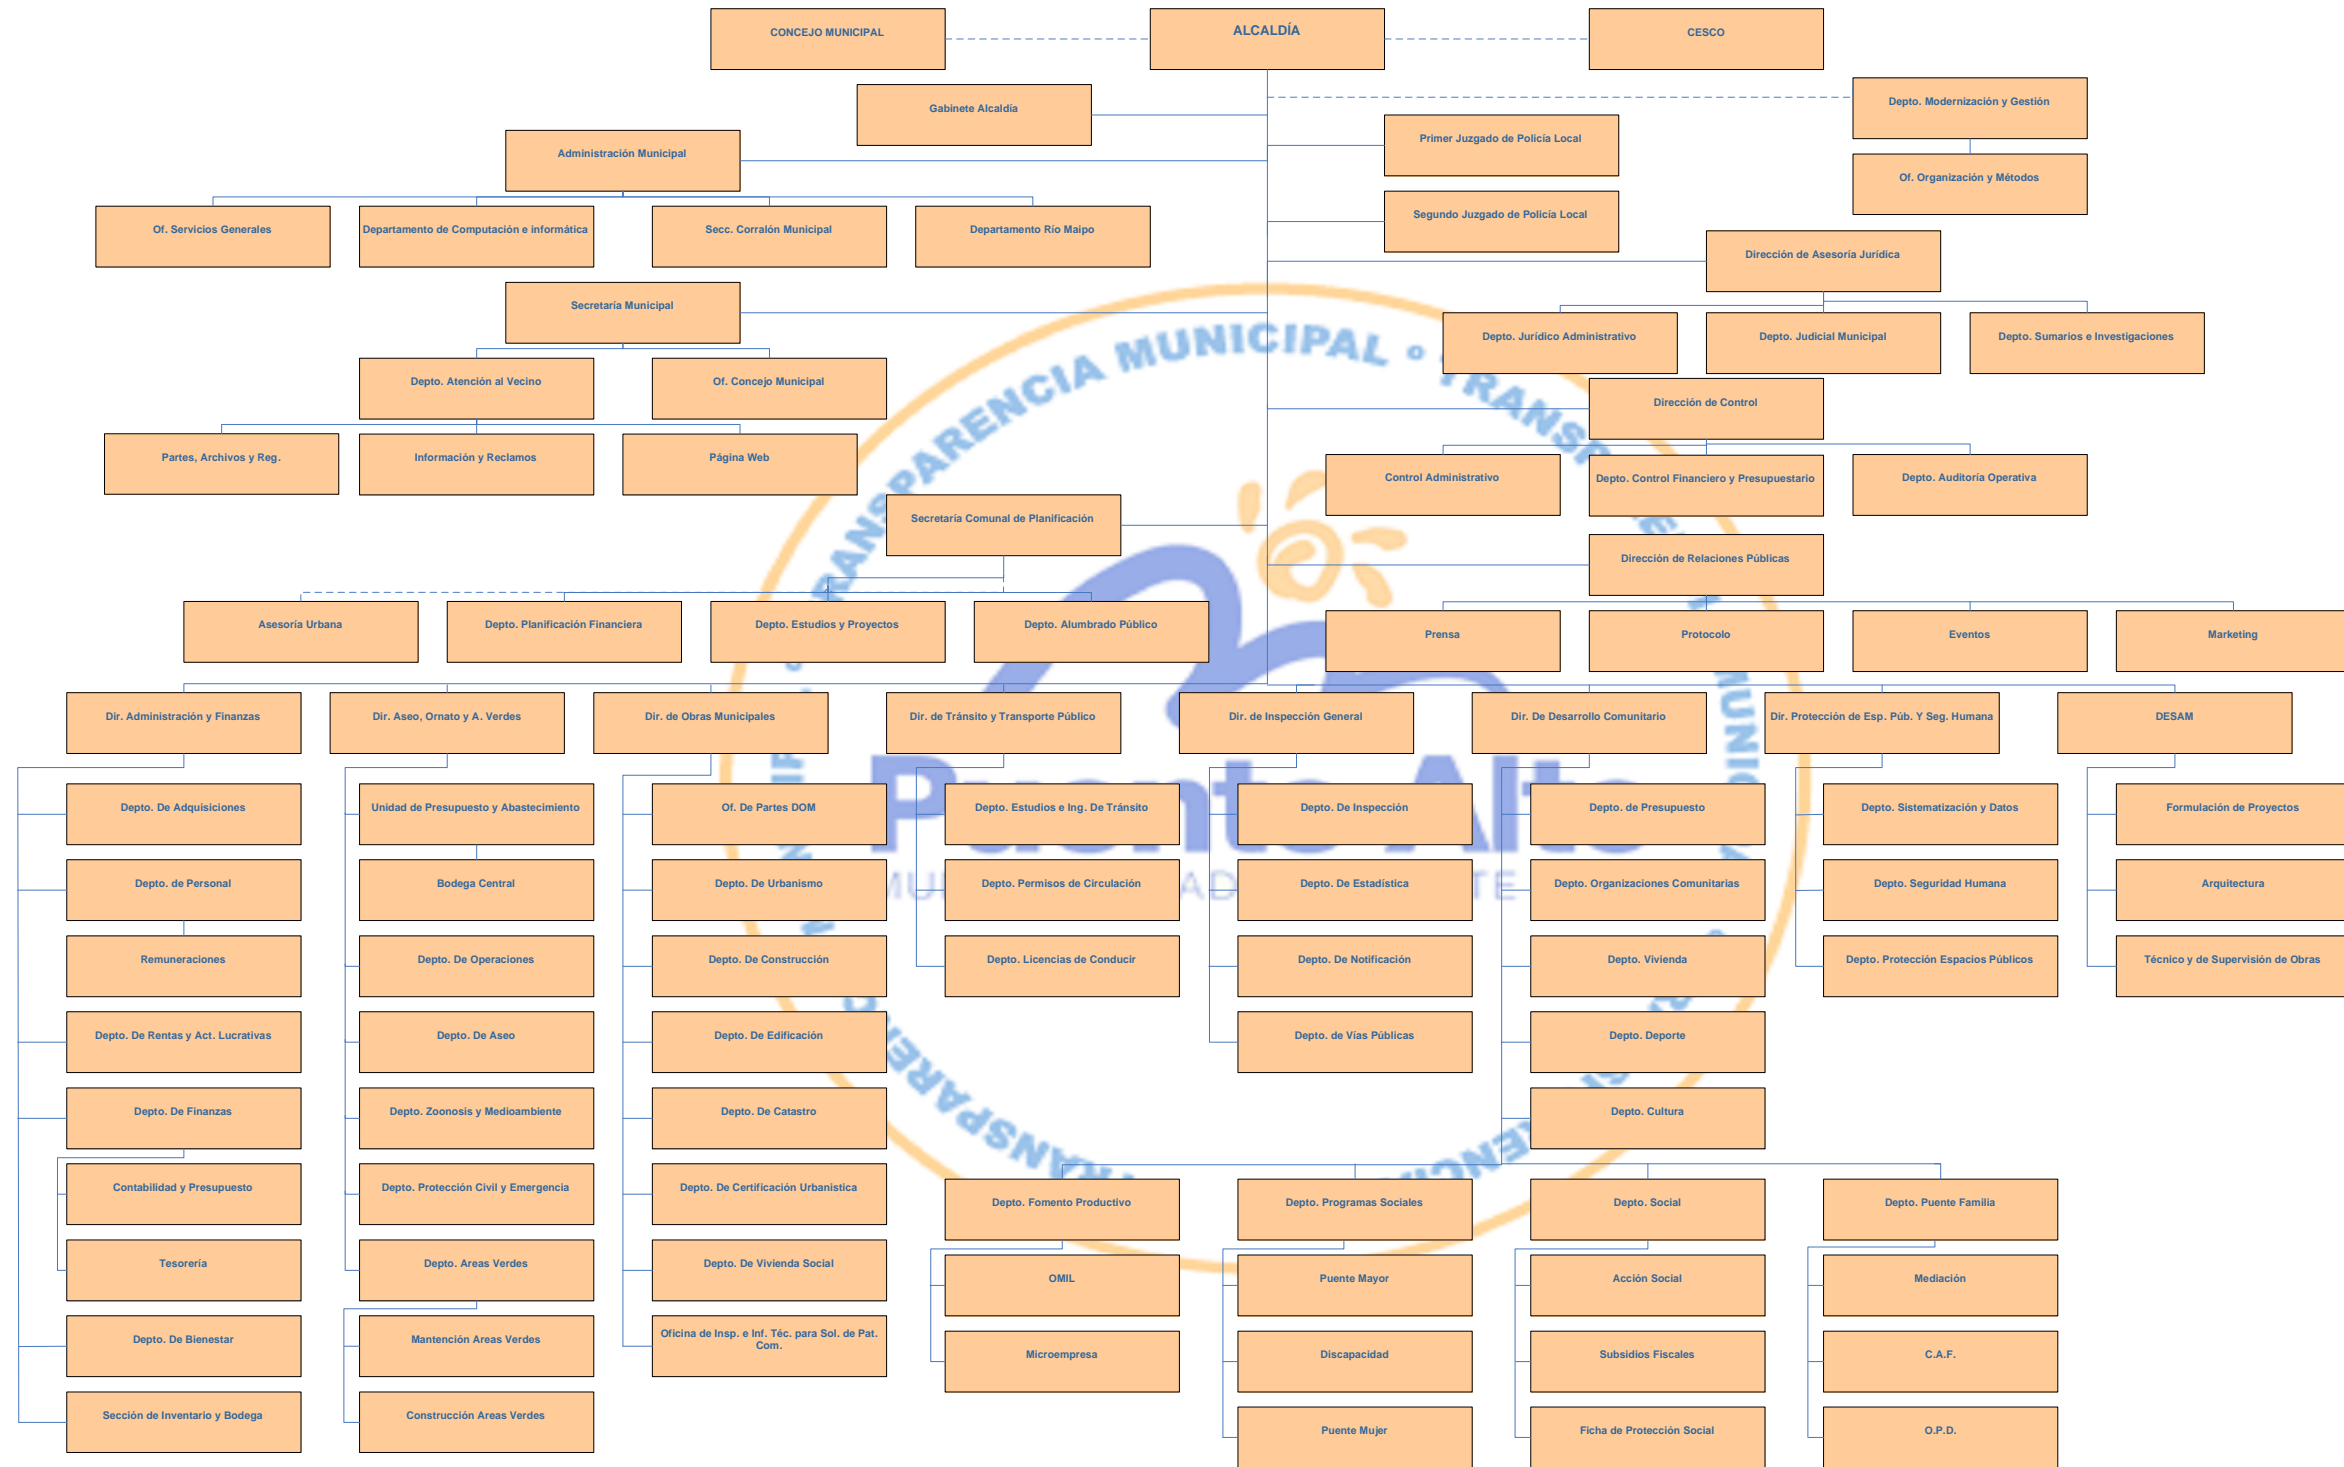 CONCEJO MUNICIPAL
ALCALDÍA
CESCO
Gabinete Alcaldía
Depto. Modernización y Gestión
Administración Municipal
Primer Juzgado de Policía Local
Of. Organización y Métodos
Of. Servicios Generales
Departamento de Computación e informática
Secc. Corralón Municipal
Departamento Río Maipo
Segundo Juzgado de Policía Local
Dirección de Asesoría Jurídica
Secretaría Municipal
Depto. Jurídico Administrativo
Depto. Judicial Municipal
Depto. Sumarios e Investigaciones
Depto. Atención al Vecino
Of. Concejo Municipal
Dirección de Control
Partes, Archivos y Reg.
Información y Reclamos
Página Web
Control Administrativo
Depto. Control Financiero y Presupuestario
Depto. Auditoría Operativa
Secretaría Comunal de Planificación
Dirección de Relaciones Públicas
Asesoría Urbana
Depto. Planificación Financiera
Depto. Estudios y Proyectos
Depto. Alumbrado Público
Prensa
Protocolo
Eventos
Marketing
Dir. Administración y Finanzas
Dir. Aseo, Ornato y A. Verdes
Dir. de Obras Municipales
Dir. de Tránsito y Transporte Público
Dir. de Inspección General
Dir. De Desarrollo Comunitario
Dir. Protección de Esp. Púb. Y Seg. Humana
DESAM
Depto. De Adquisiciones
Unidad de Presupuesto y Abastecimiento
Of. De Partes DOM
Depto. Estudios e Ing. De Tránsito
Depto. De Inspección
Depto. de Presupuesto
Depto. Sistematización y Datos
Formulación de Proyectos
Depto. de Personal
Bodega Central
Depto. De Urbanismo
Depto. Permisos de Circulación
Depto. De Estadística
Depto. Organizaciones Comunitarias
Depto. Seguridad Humana
Arquitectura
Remuneraciones
Depto. De Operaciones
Depto. De Construcción
Depto. Licencias de Conducir
Depto. De Notificación
Depto. Vivienda
Depto. Protección Espacios Públicos
Técnico y de Supervisión de Obras
Depto. De Rentas y Act. Lucrativas
Depto. De Aseo
Depto. De Edificación
Depto. de Vías Públicas
Depto. Deporte
Depto. De Finanzas
Depto. Zoonosis y Medioambiente
Depto. De Catastro
Depto. Cultura
Contabilidad y Presupuesto
Depto. Protección Civil y Emergencia
Depto. De Certificación Urbanistica
Depto. Fomento Productivo
Depto. Programas Sociales
Depto. Social
Depto. Puente Familia
Tesorería
Depto. Areas Verdes
Depto. De Vivienda Social
OMIL
Puente Mayor
Acción Social
Mediación
Depto. De Bienestar
Mantención Areas Verdes
Oficina de Insp. e Inf. Téc. para Sol. de Pat.
Com.
Microempresa
Discapacidad
Subsidios Fiscales
C.A.F.
Sección de Inventario y Bodega
Construcción Areas Verdes
Puente Mujer
Ficha de Protección Social
O.P.D.
TRANSPARENCIA MUNICIPAL
Puente Alto